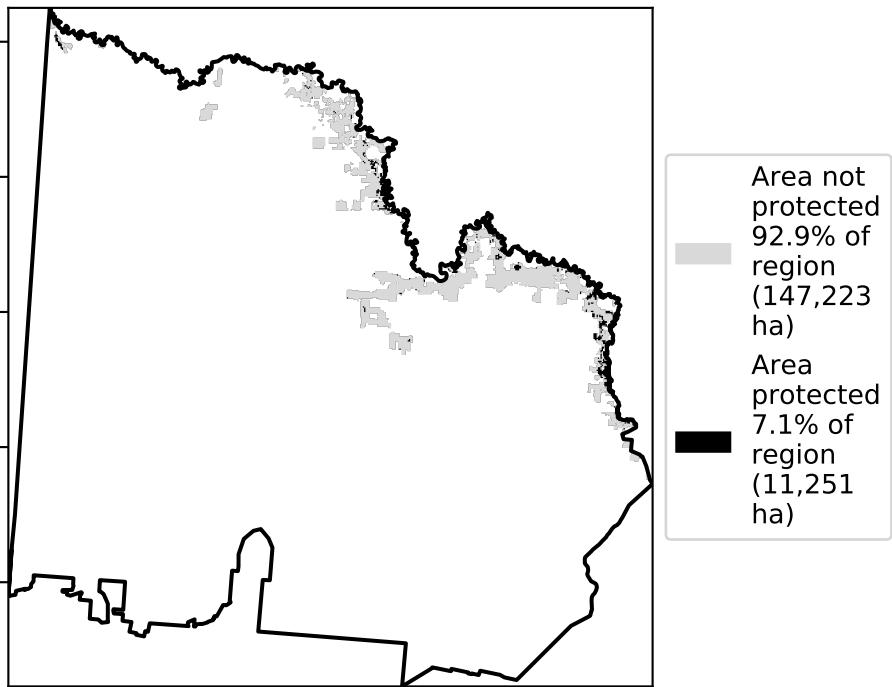 Area not
protected
92.9% of
region
(147,223
ha)
Area
protected
7.1% of
region
(11,251
ha)